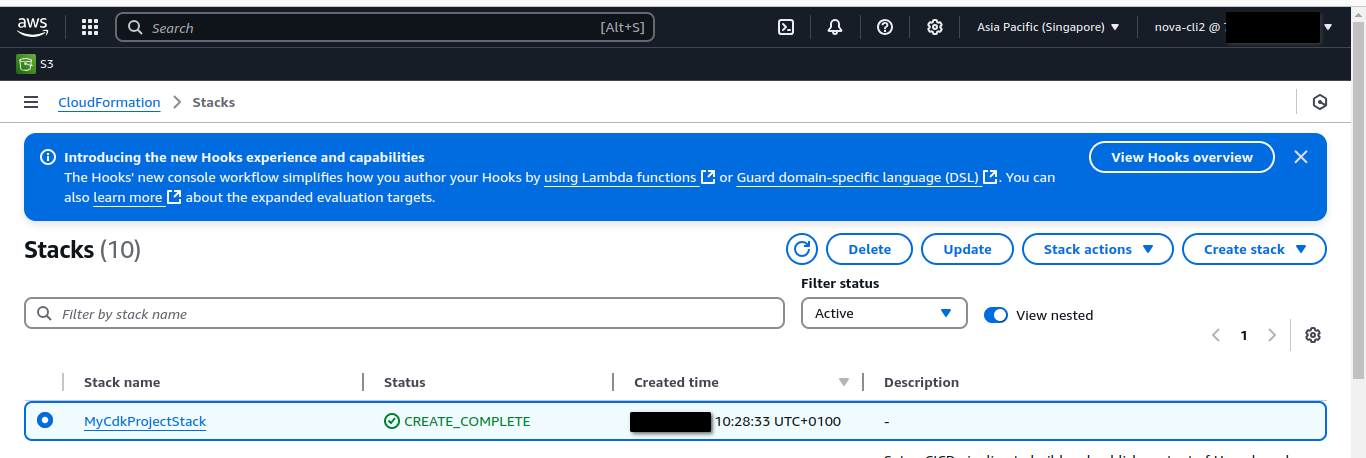 aws Search [Alt+S] Asia Pacific (Singapore) nova-cli2 @
S3
CloudFormation Stacks
Introducing the new Hooks experience and capabilities View Hooks overview
The Hooks' new console workflow simplifies how you author your Hooks by using Lambda functions or Guard domain-specific language (DSL). You can
also learn more about the expanded evaluation targets.
Stacks (10) Delete Update Stack actions Create stack
Filter status
Filter by stack name Active View nested
1
Stack name Status Created time Description
MyCdkProjectStack CREATE_COMPLETE 10:28:33 UTC+0100 -